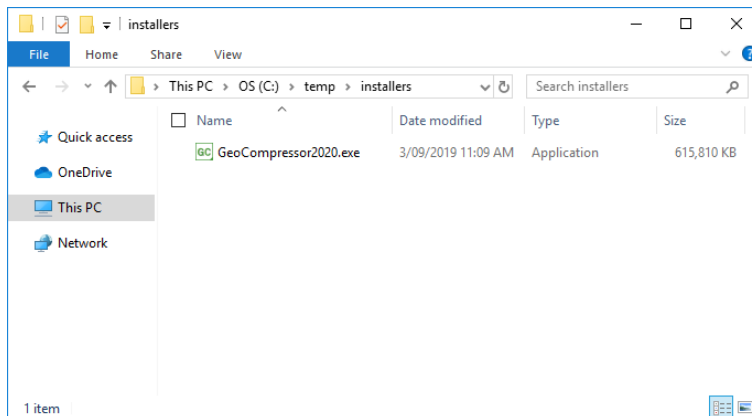 installers
File Home Share View
This PC > OS (C:) > temp > installers
Search installers
Name Date modified Type Size
Quick access
GC GeoCompressor2020.exe 3/09/2019 11:09 AM Application 615,810 KB
OneDrive
This PC
Network
1 item